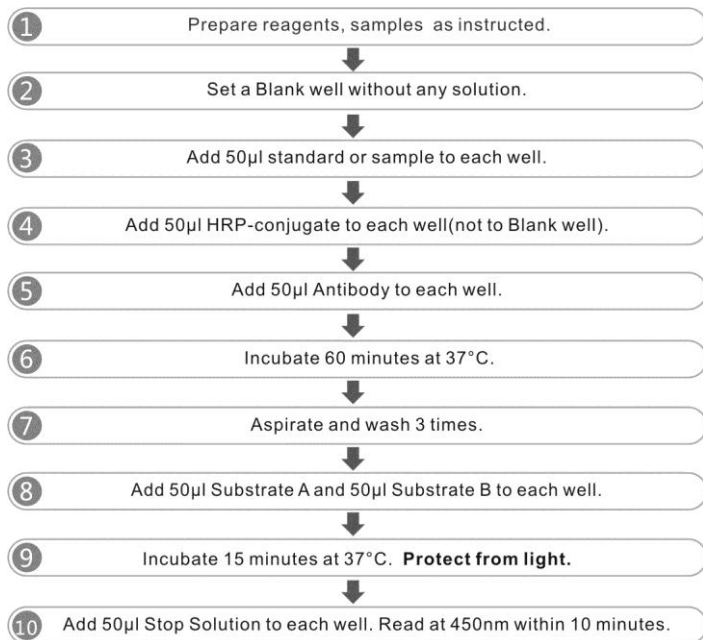 1 Prepare reagents, samples as instructed.
2 Set a Blank well without any solution.
3 Add 50µl standard or sample to each well.
4 Add 50µl HRP-conjugate to each well(not to Blank well).
5 Add 50µl Antibody to each well.
6 Incubate 60 minutes at 37°C.
7 Aspirate and wash 3 times.
8 Add 50µl Substrate A and 50µl Substrate B to each well.
9 Incubate 15 minutes at 37°C. Protect from light.
10 Add 50µl Stop Solution to each well. Read at 450nm within 10 minutes.